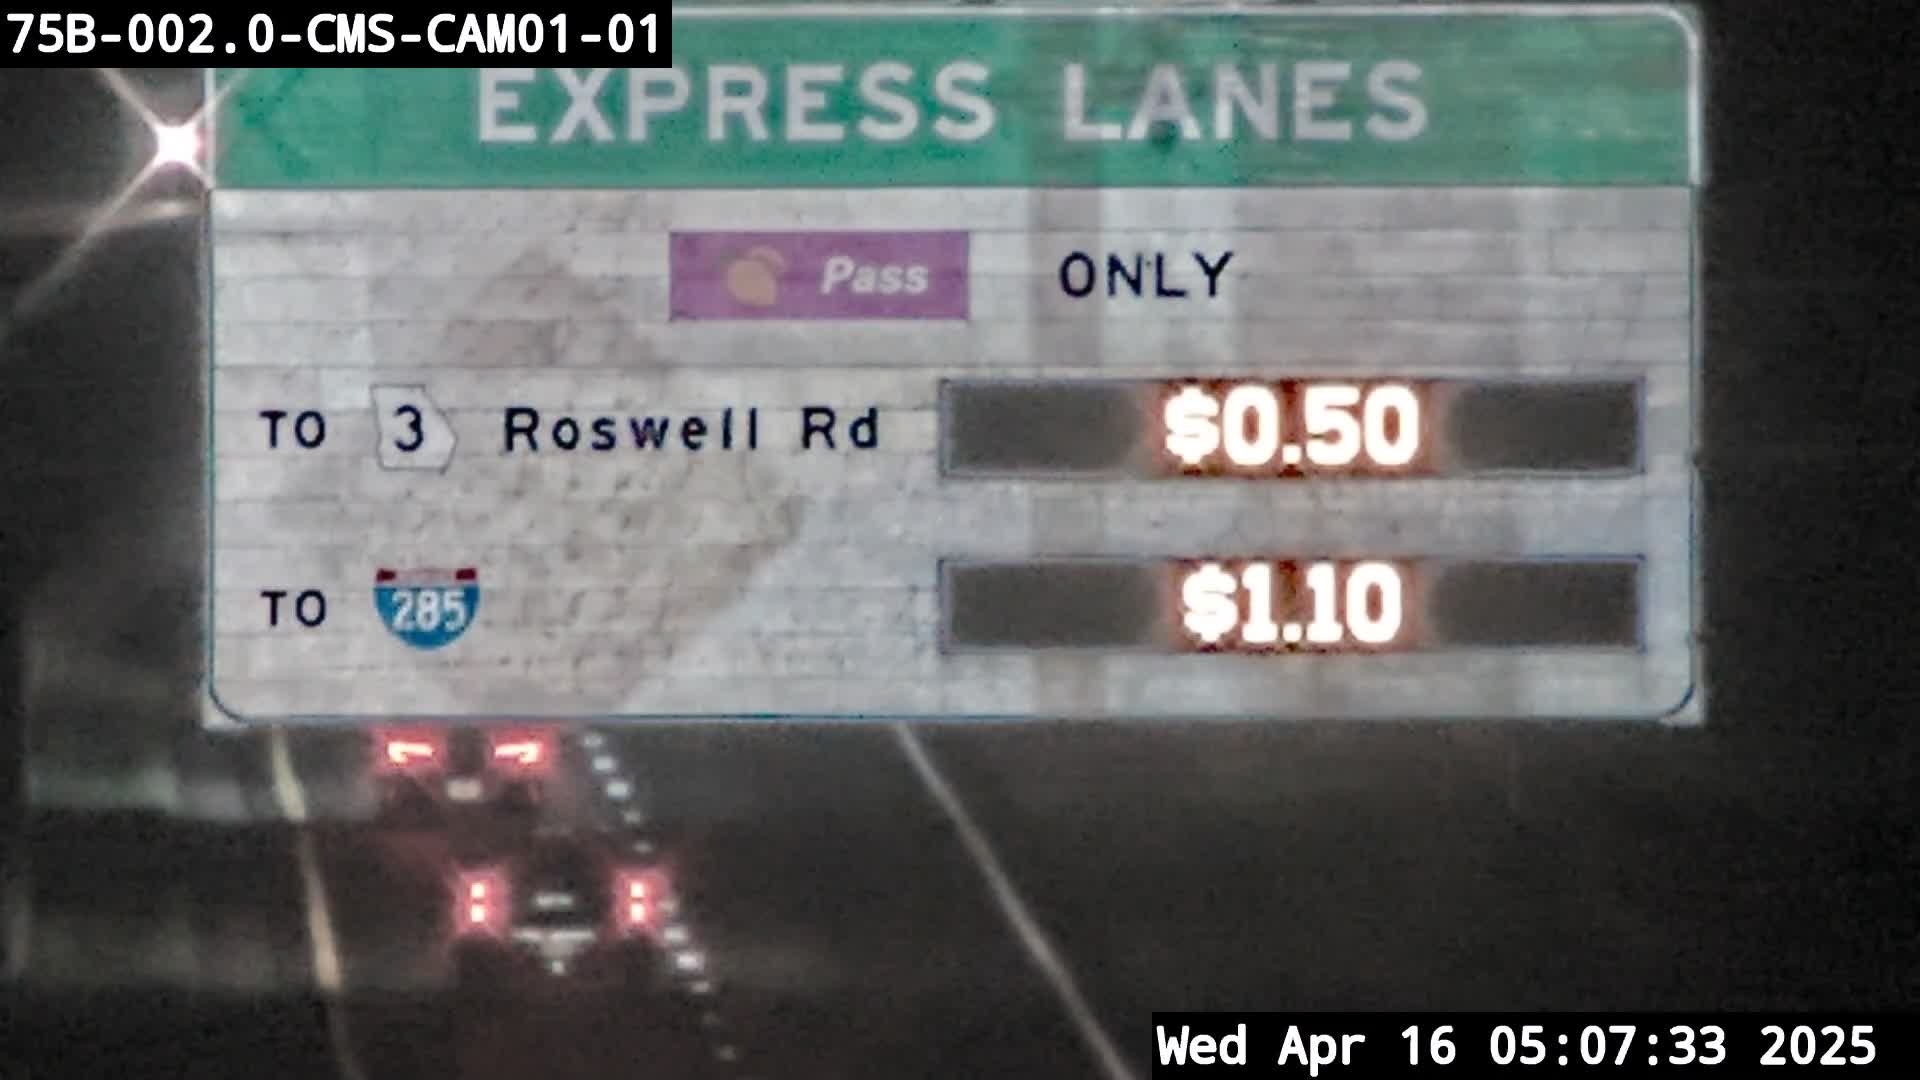 75B-002.0-CMS-CAM01-01
EXPRESS LANES
Pass ONLY
TO 3 Roswell Rd $0.50
TO 285 $1.10
Wed Apr 16 05:07:33 2025